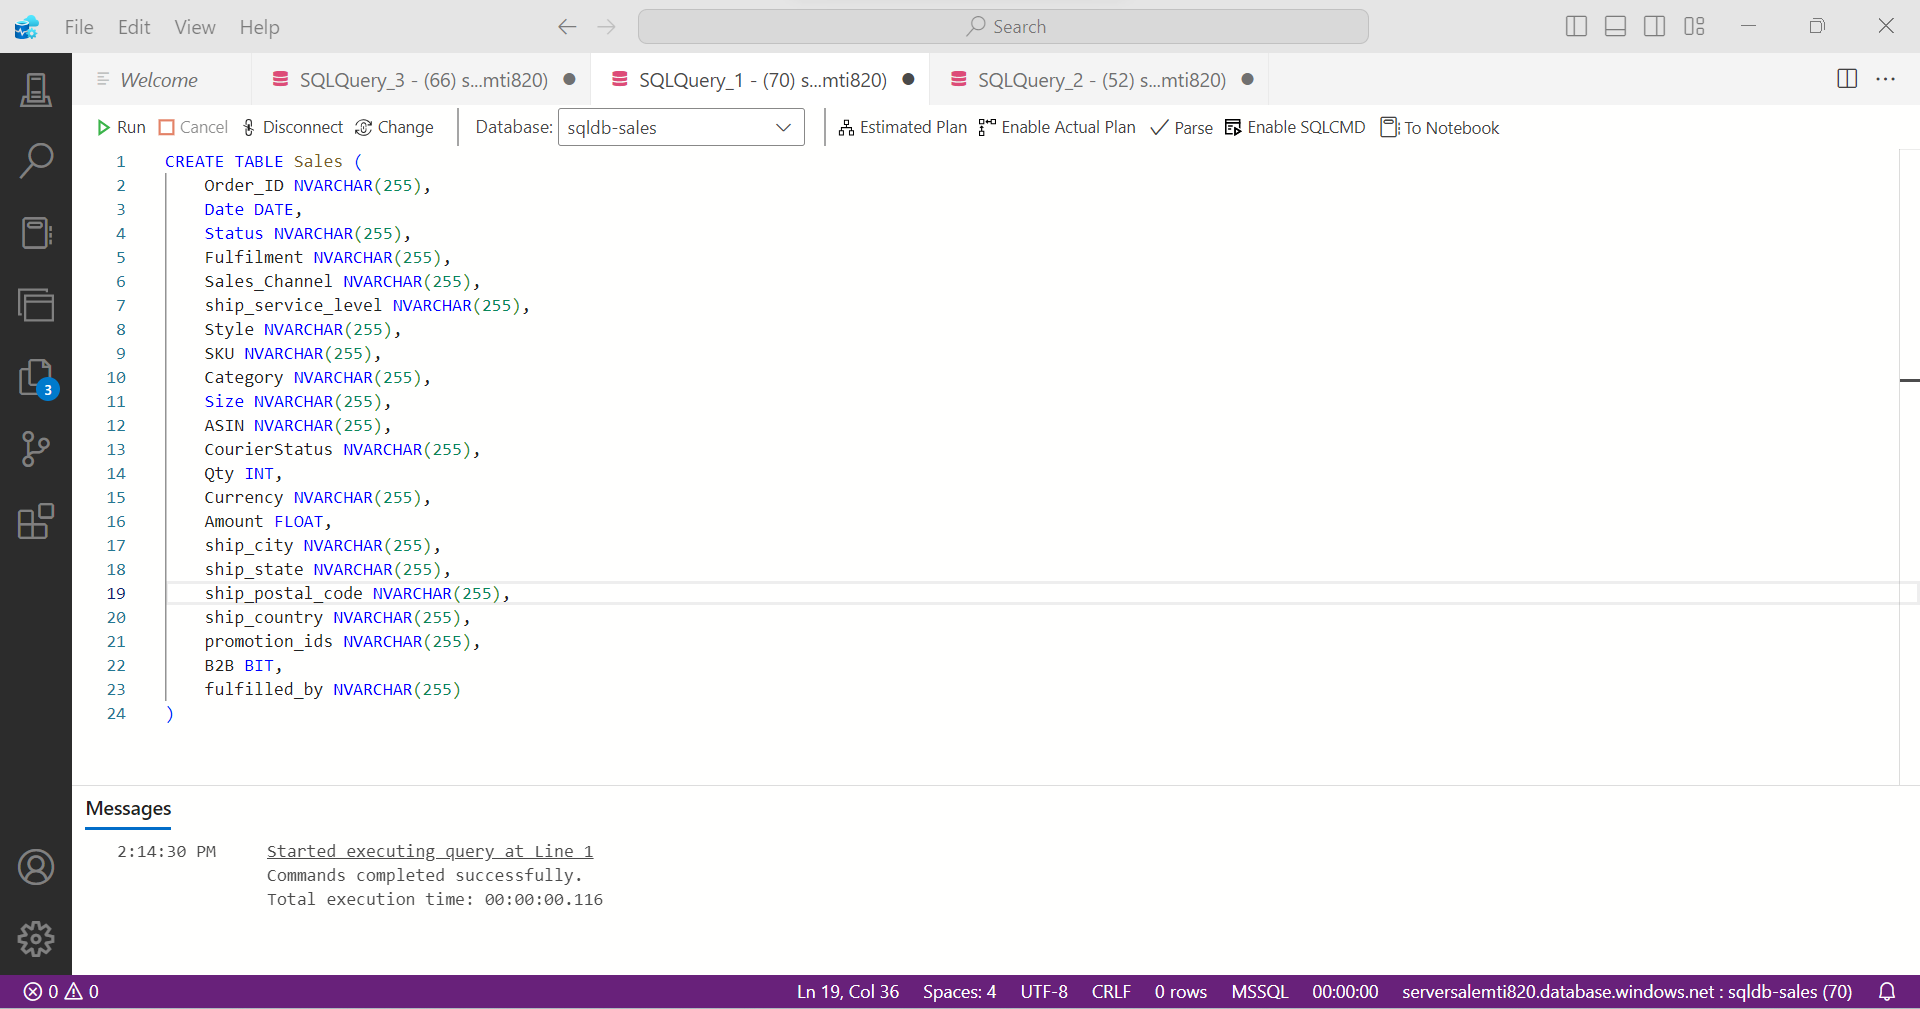 File Edit View Help Search
Welcome SQLQuery_3 - (66) s...mti820) SQLQuery_1 - (70) s...mti820) SQLQuery_2 - (52) s...mti820)
Run Cancel Disconnect Change Database: sqldb-sales Estimated Plan Enable Actual Plan Parse Enable SQLCMD To Notebook
1 CREATE TABLE Sales (
2 Order_ID NVARCHAR(255),
3 Date DATE,
4 Status NVARCHAR(255),
5 Fulfilment NVARCHAR(255),
6 Sales_Channel NVARCHAR(255),
7 ship_service_level NVARCHAR(255),
8 Style NVARCHAR(255),
9 SKU NVARCHAR(255),
10 Category NVARCHAR(255),
11 Size NVARCHAR(255),
12 ASIN NVARCHAR(255),
13 CourierStatus NVARCHAR(255),
14 Qty INT,
15 Currency NVARCHAR(255),
16 Amount FLOAT,
17 ship_city NVARCHAR(255),
18 ship_state NVARCHAR(255),
19 ship_postal_code NVARCHAR(255),
20 ship_country NVARCHAR(255),
21 promotion_ids NVARCHAR(255),
22 B2B BIT,
23 fulfilled_by NVARCHAR(255)
24 )
3
Messages
2:14:30 PM Started executing query at Line 1
Commands completed successfully.
Total execution time: 00:00:00.116
0 0 Ln 19, Col 36 Spaces: 4 UTF-8 CRLF 0 rows MSSQL 00:00:00 serversalemti820.database.windows.net : sqldb-sales (70)